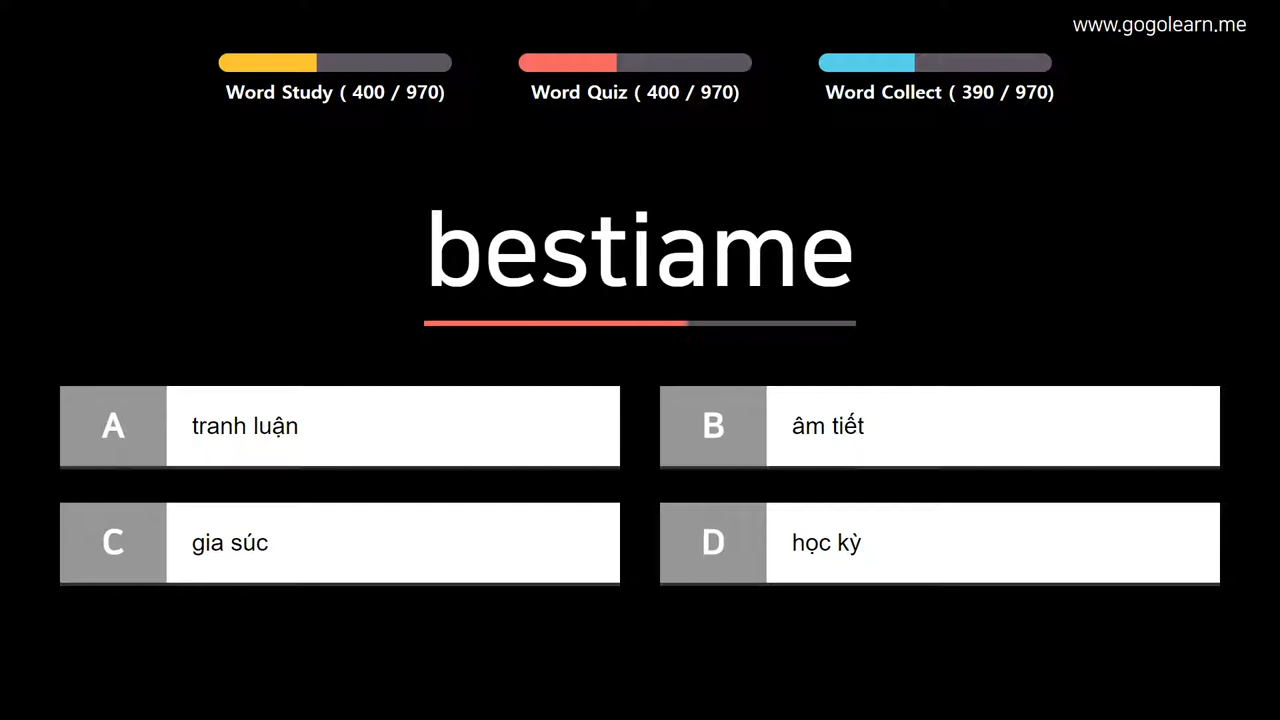 www.gogolearn.me
Word Study ( 400 / 970)
Word Quiz ( 400 / 970)
Word Collect ( 390 / 970)
bestiame
A tranh luận
B âm tiết
C gia súc
D học kỳ